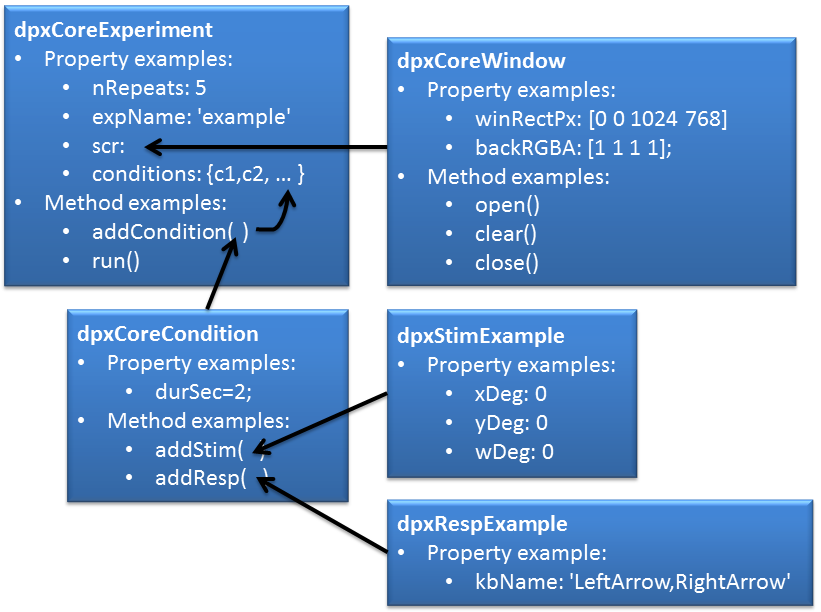 dpxCoreExperiment
• Property examples:
• nRepeats: 5
• expName: 'example'
• scr:
• conditions: {c1,c2, ... }
• Method examples:
• addCondition( )
• run()
dpxCoreWindow
• Property examples:
• winRectPx: [0 0 1024 768]
• backRGBA: [1 1 1 1];
• Method examples:
• open()
• clear()
• close()
dpxCoreCondition
• Property examples:
• durSec=2;
• Method examples:
• addStim( )
• addResp( )
dpxStimExample
• Property examples:
• xDeg: 0
• yDeg: 0
• wDeg: 0
dpxRespExample
• Property example:
• kbName: 'LeftArrow,RightArrow'